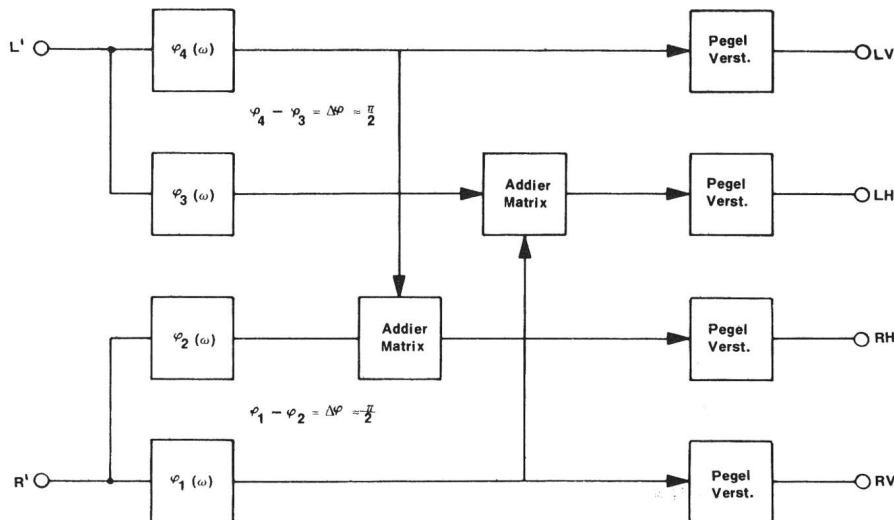 L'
φ4 (ω)
Pegel
Verst.
LV
φ4 − φ3 = Δφ ≈ π/2
φ3 (ω)
Addier
Matrix
Pegel
Verst.
LH
φ2 (ω)
Addier
Matrix
Pegel
Verst.
RH
φ1 − φ2 = Δφ ≈ π/2
R'
φ1 (ω)
Pegel
Verst.
RV